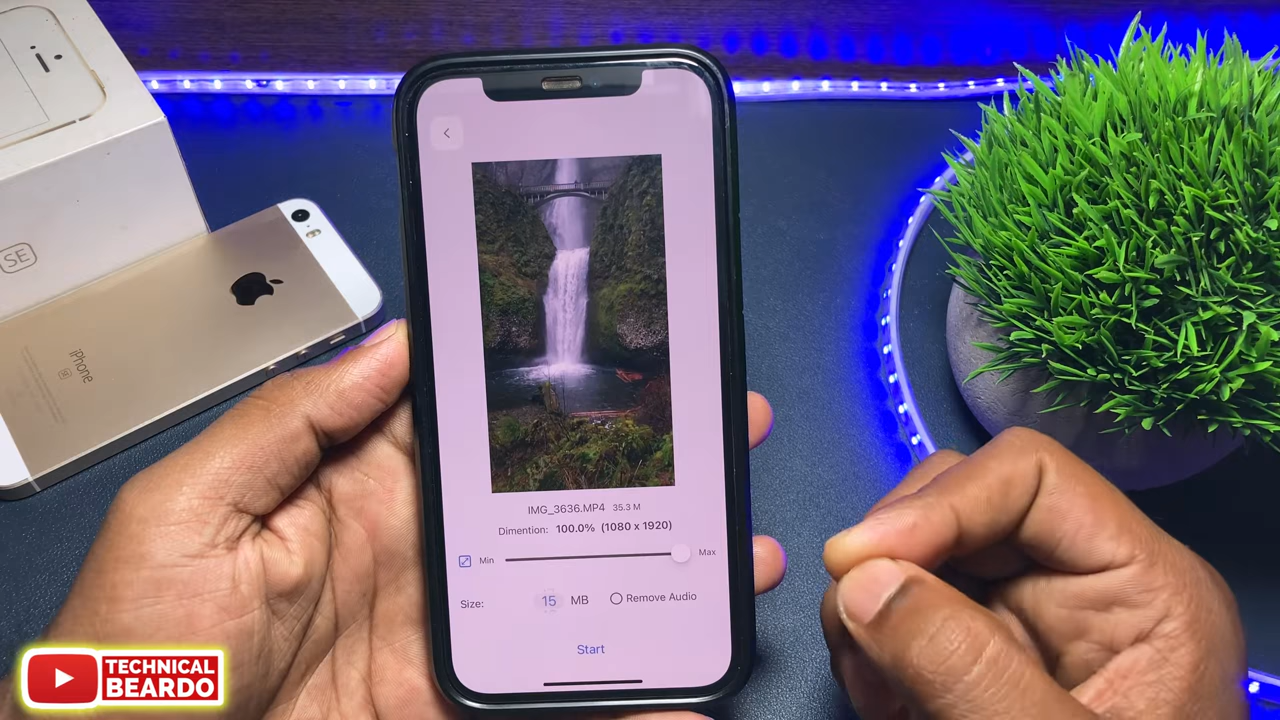 SE
iPhone
SE
IMG_3636.MP4 35.3 M
Dimention: 100.0% (1080 x 1920)
Min Max
Size: 15 MB Remove Audio
Start
TECHNICAL
BEARDO